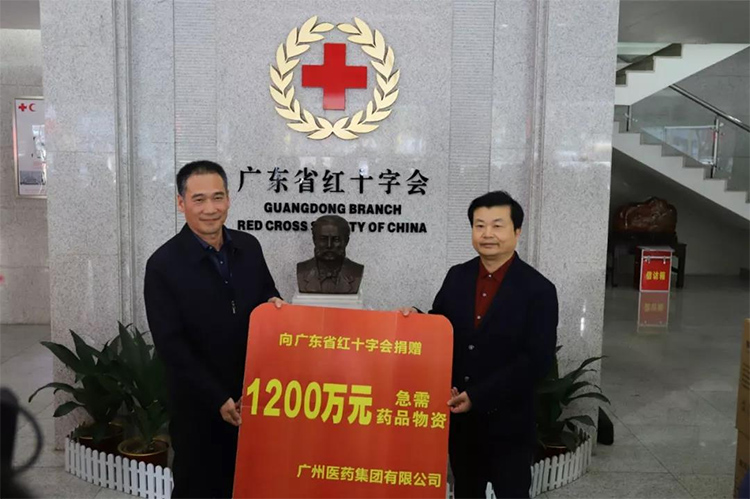 广东省红十字会
GUANGDONG BRANCH
RED CROSS S TY OF CHINA
向广东省红十字会捐赠
1200万元 急需
药品物资
广州医药集团有限公司